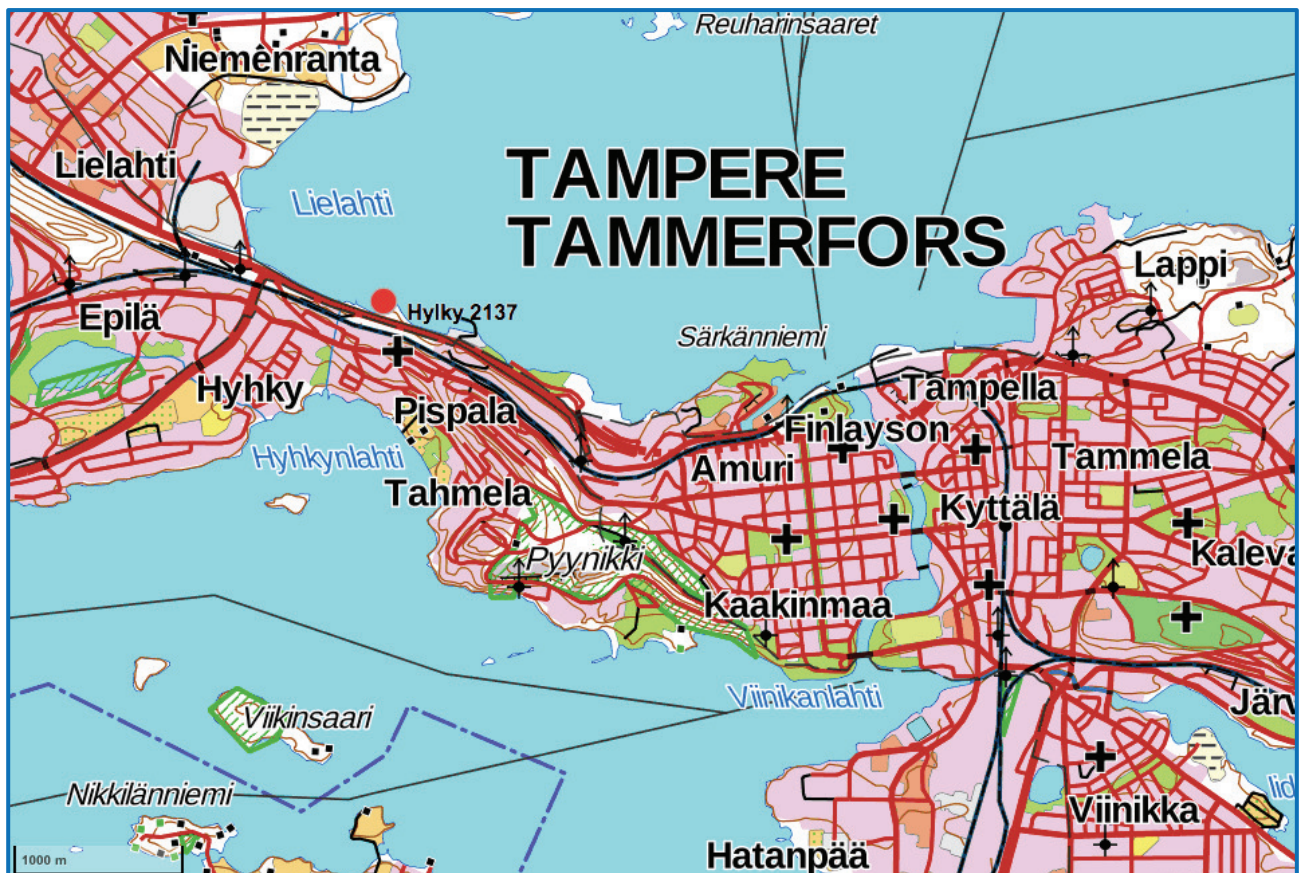 Reuharinsaaret
Niemenranta
Lielahti
TAMPERE
Lielahti
TAMMERFORS
Lappi
Epilä
Hylky 2137
Särkänniemi
Hyhky
Tampella
Pispala
Finlayson
Hyhkynlahti
Amuri
Tammela
Tahmela
Kyttälä
Pyynikki
Kaleva
Kaakinmaa
Viikinsaari
Viinikanlahti
Järv
Nikkilänniemi
Iid
Viinikka
1000 m
Hatanpää